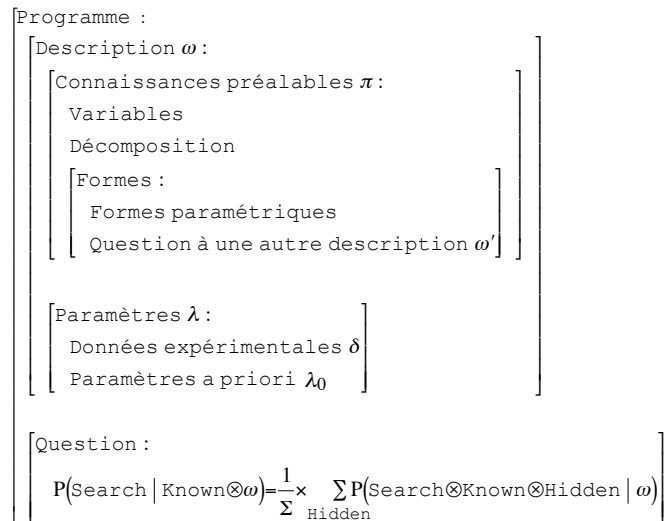 Programme :
Description ω :
Connaissances préalables π :
Variables
Décomposition
Formes :
Formes paramétriques
Question à une autre description ω'
Paramètres λ :
Données expérimentales δ
Paramètres a priori λ0
Question :
P(Search | Known⊗ω)=1/Σ× ∑P(Search⊗Known⊗Hidden | ω)
Hidden